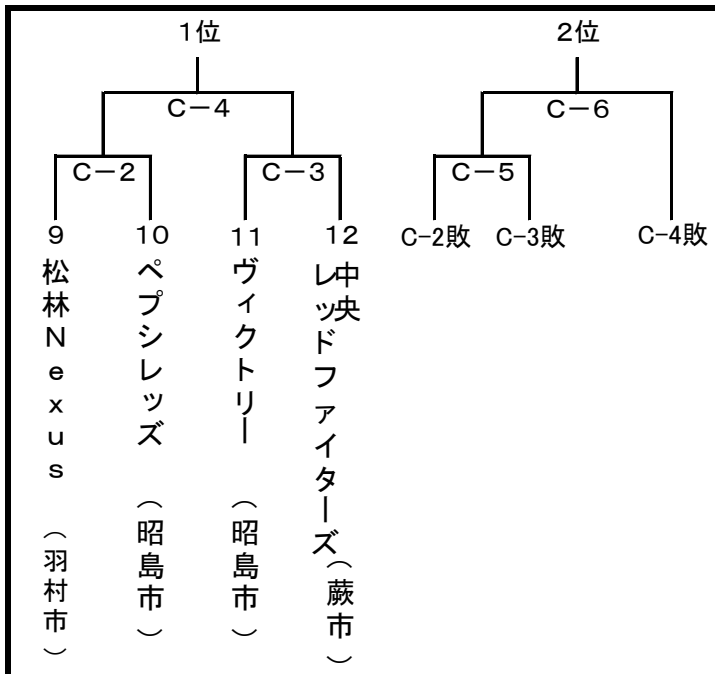 1位
2位
C－4
C－6
C－2
C－3
C－5
9
10
11
12
C-2敗
C-3敗
C-4敗
松林Nexus（羽村市）
ペプシレッズ（昭島市）
ヴィクトリー（昭島市）
中央
レッドファイターズ（蕨市）